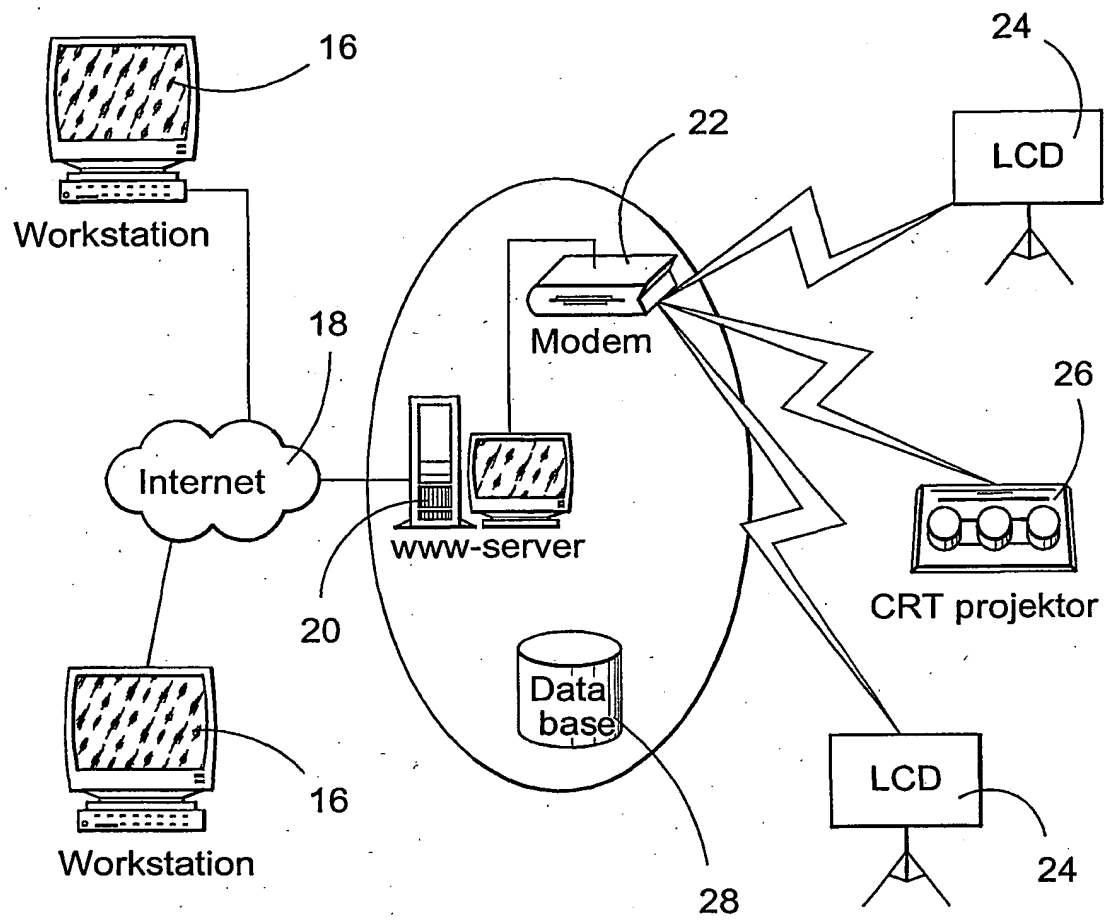 16
24
LCD
22
Workstation
Modem
18
26
Internet
www-server
CRT projektor
20
Data
base
LCD
16
Workstation
28
24